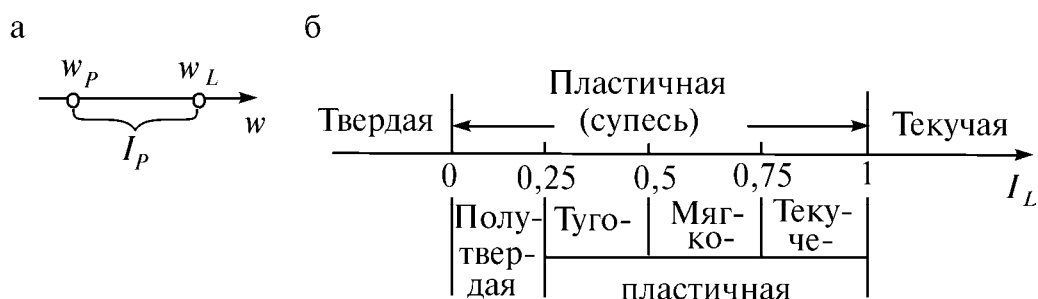 а
б
w_P
w_L
w
I_P
Твердая
Пластичная
(супесь)
Текучая
0
0,25
0,5
0,75
1
I_L
Полу-
твер-
дая
Туго-
Мяг-
ко-
Теку-
че-
пластичная